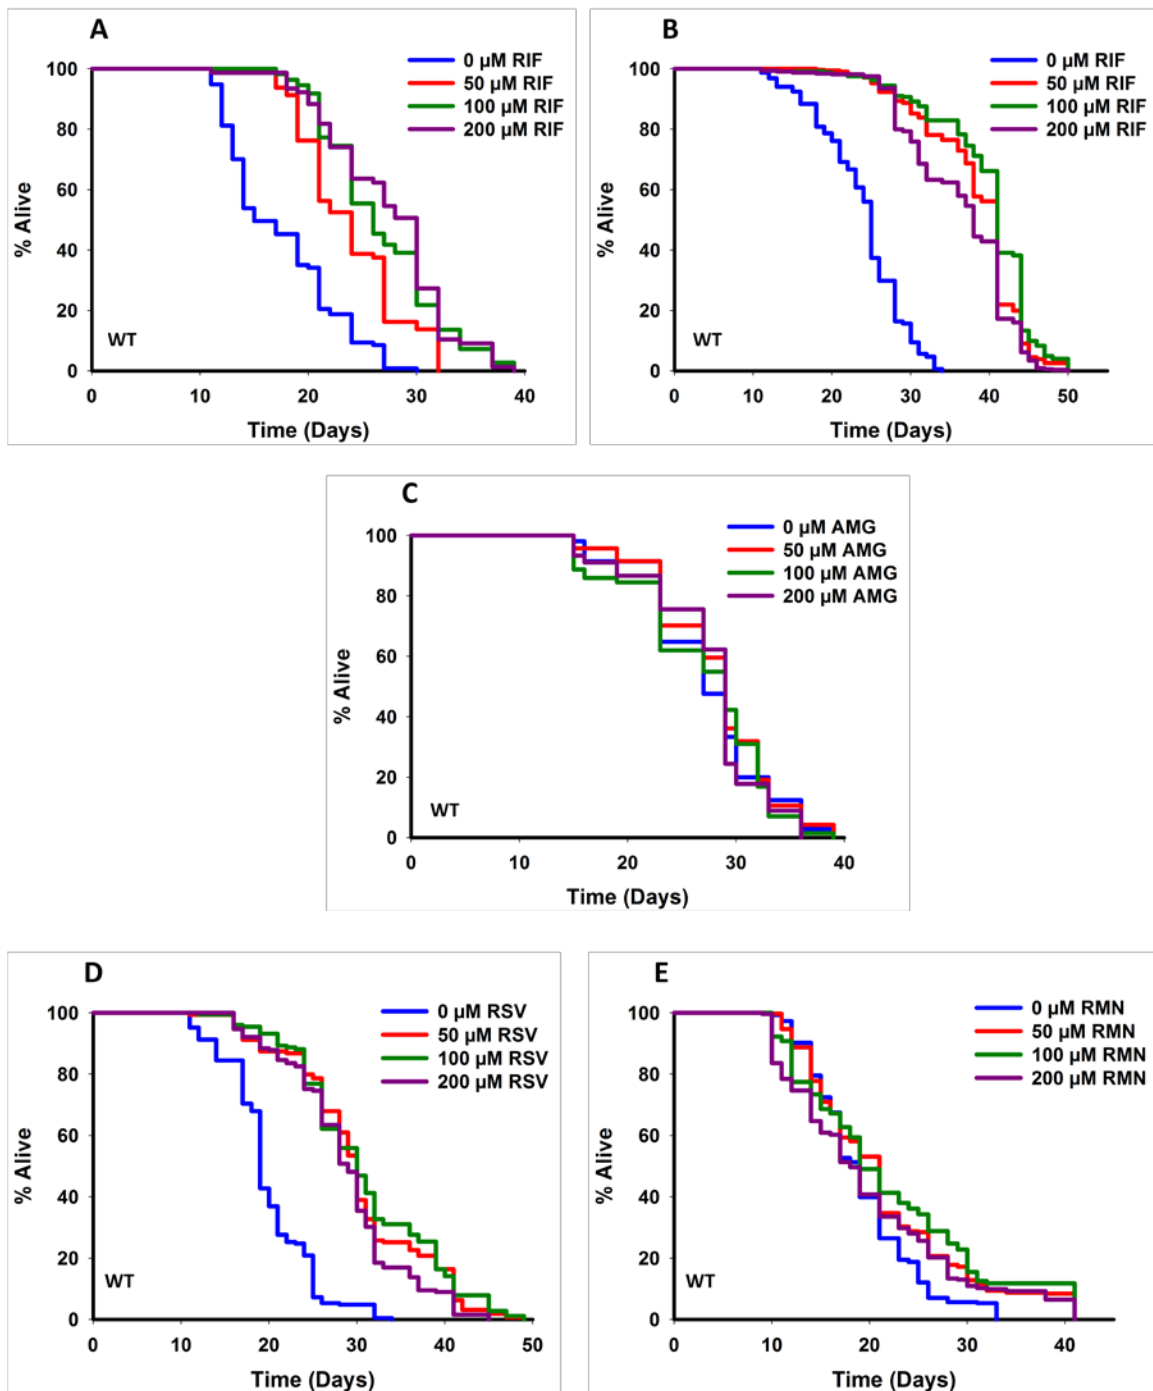 A
0 µM RIF
50 µM RIF
100 µM RIF
200 µM RIF
100
80
60
40
20
0
% Alive
WT
0 10 20 30 40
Time (Days)
B
0 µM RIF
50 µM RIF
100 µM RIF
200 µM RIF
100
80
60
40
20
0
% Alive
WT
0 10 20 30 40 50
Time (Days)
C
0 µM AMG
50 µM AMG
100 µM AMG
200 µM AMG
100
80
60
40
20
0
% Alive
WT
0 10 20 30 40
Time (Days)
D
0 µM RSV
50 µM RSV
100 µM RSV
200 µM RSV
100
80
60
40
20
0
% Alive
WT
0 10 20 30 40 50
Time (Days)
E
0 µM RMN
50 µM RMN
100 µM RMN
200 µM RMN
100
80
60
40
20
0
% Alive
WT
0 10 20 30 40
Time (Days)